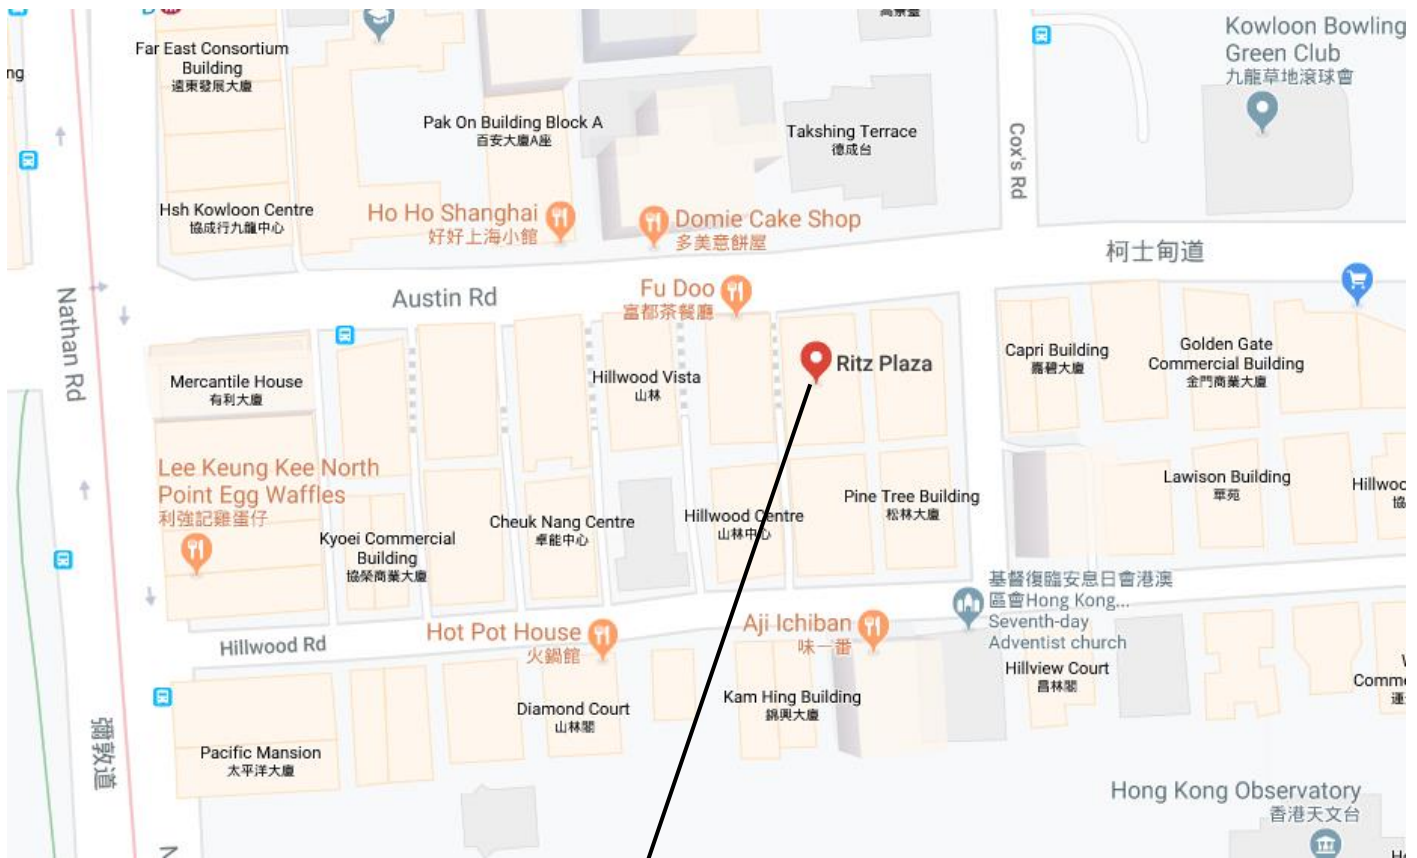 高景臺
Kowloon Bowling
Green Club
九龍草地滾球會
Far East Consortium
Building
遠東發展大廈
ng
Pak On Building Block A
百安大廈A座
Takshing Terrace
德成台
Cox's Rd
Hsh Kowloon Centre
協成行九龍中心
Ho Ho Shanghai
好好上海小館
Domie Cake Shop
多美意餅屋
柯士甸道
Nathan Rd
Austin Rd
Fu Doo
富都茶餐廳
Mercantile House
有利大廈
Hillwood Vista
山林
Ritz Plaza
Capri Building
嘉碧大廈
Golden Gate
Commercial Building
金門商業大廈
Lee Keung Kee North
Point Egg Waffles
利強記雞蛋仔
Kyoei Commercial
Building
協榮商業大廈
Cheuk Nang Centre
卓能中心
Hillwood Centre
山林中心
Pine Tree Building
松林大廈
Lawison Building
華苑
Hillwoo
協
基督復臨安息日會港澳
區會Hong Kong...
Seventh-day
Adventist church
Hillwood Rd
Hot Pot House
火鍋館
Aji Ichiban
味一番
Hillview Court
昌林閣
Diamond Court
山林閣
Kam Hing Building
錦興大廈
Comme
彌敦道
Pacific Mansion
太平洋大廈
Hong Kong Observatory
香港天文台